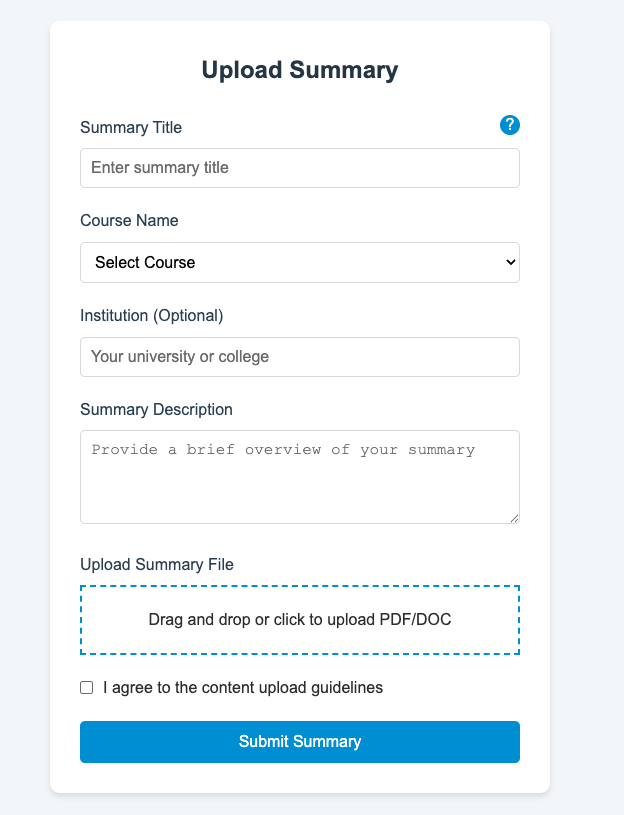 Upload Summary
Summary Title ?
Enter summary title
Course Name
Select Course
Institution (Optional)
Your university or college
Summary Description
Provide a brief overview of your summary
Upload Summary File
Drag and drop or click to upload PDF/DOC
I agree to the content upload guidelines
Submit Summary